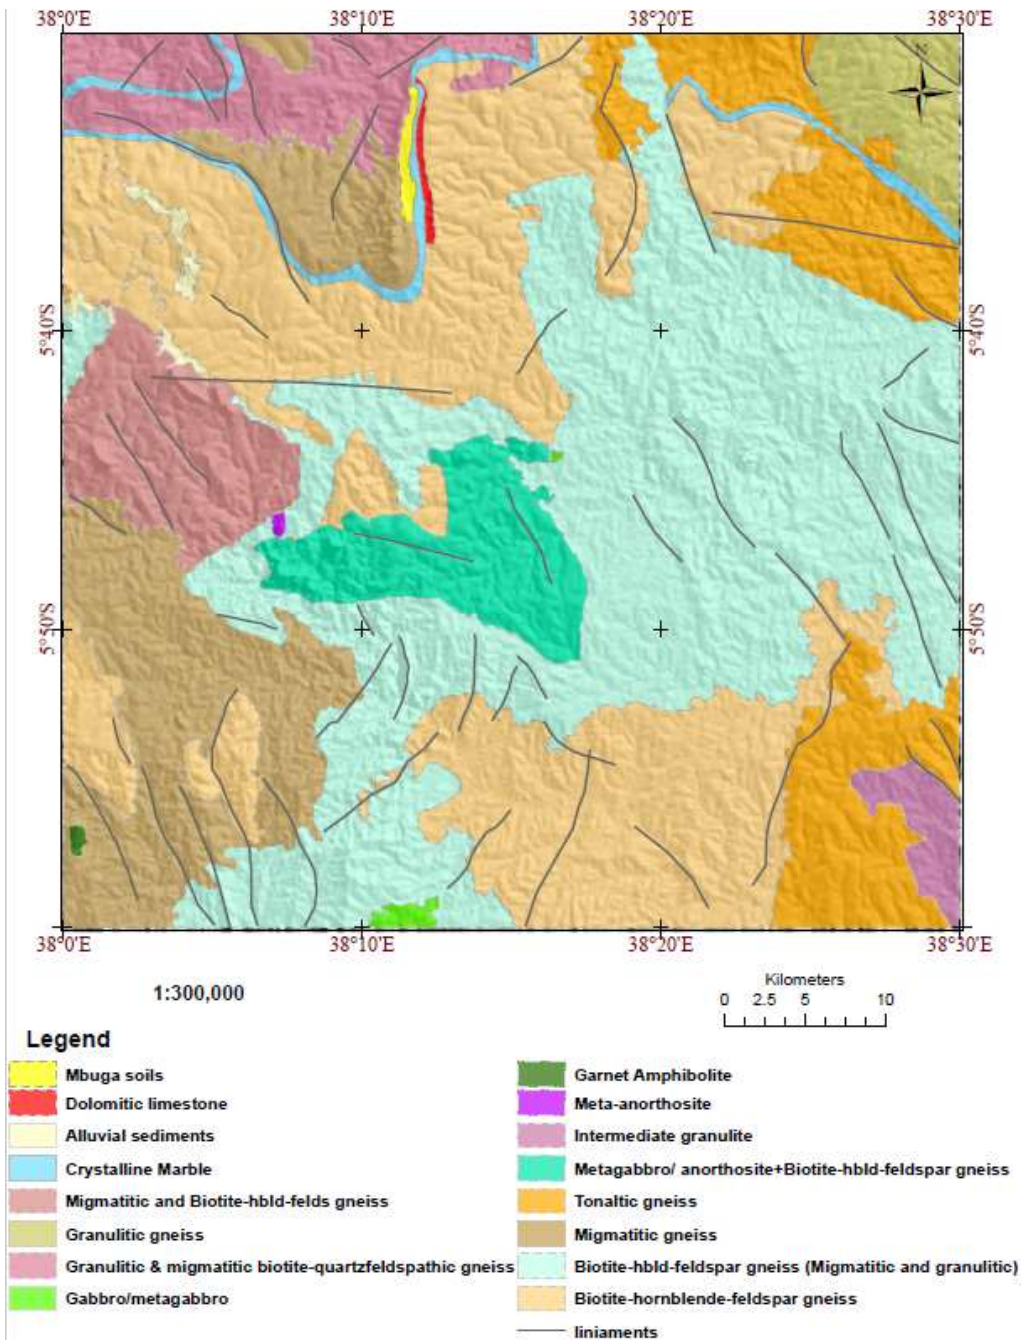 38°0'E 38°10'E 38°20'E 38°30'E
N
5°40'S 5°40'S
5°50'S 5°50'S
38°0'E 38°10'E 38°20'E 38°30'E
1:300,000
Kilometers
0 2.5 5 10
Legend
Mbuga soils
Dolomitic limestone
Alluvial sediments
Crystalline Marble
Migmatitic and Biotite-hbld-felds gneiss
Granulitic gneiss
Granulitic & migmatitic biotite-quartzfeldspathic gneiss
Gabbro/metagabbro
Garnet Amphibolite
Meta-anorthosite
Intermediate granulite
Metagabbro/ anorthosite+Biotite-hbld-feldspar gneiss
Tonaltic gneiss
Migmatitic gneiss
Biotite-hbld-feldspar gneiss (Migmatitic and granulitic)
Biotite-hornblende-feldspar gneiss
liniaments